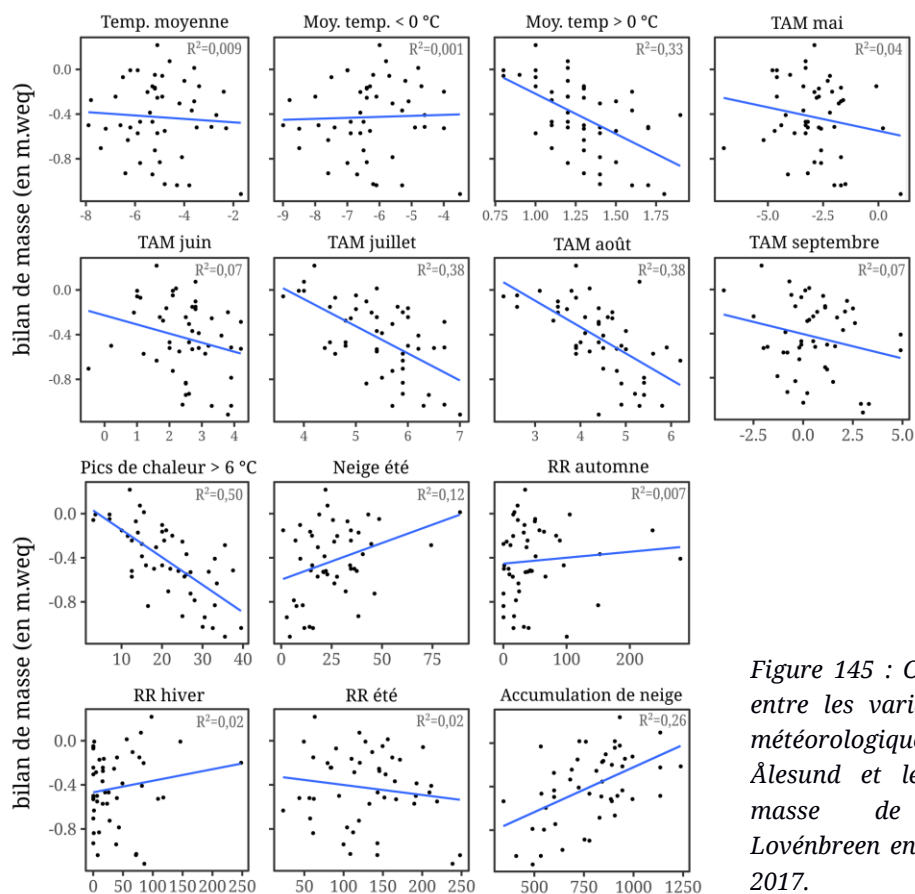 Temp. moyenne
Moy. temp. < 0 °C
Moy. temp > 0 °C
TAM mai
R²=0,009
R²=0,001
R²=0,33
R²=0,04
0.0
-0.4
-0.8
-8 -7 -6 -5 -4 -3 -2
-9 -8 -7 -6 -5 -4
0.75 1.00 1.25 1.50 1.75
-5.0 -2.5 0.0
bilan de masse (en m.weq)
TAM juin
TAM juillet
TAM août
TAM septembre
R²=0,07
R²=0,38
R²=0,38
R²=0,07
0.0
-0.4
-0.8
0 1 2 3 4
4 5 6 7
3 4 5 6
-2.5 0.0 2.5 5.0
Pics de chaleur > 6 °C
Neige été
RR automne
R²=0,50
R²=0,12
R²=0,007
0.0
-0.4
-0.8
10 20 30 40
0 25 50 75
0 100 200
bilan de masse (en m.weq)
RR hiver
RR été
Accumulation de neige
R²=0,02
R²=0,02
R²=0,26
0.0
-0.4
-0.8
0 50 100 150 200 250
50 100 150 200 250
500 750 1000 1250
Figure 145 : C
entre les varia
météorologique
Ålesund et le
masse de
Lovénbreen en
2017.